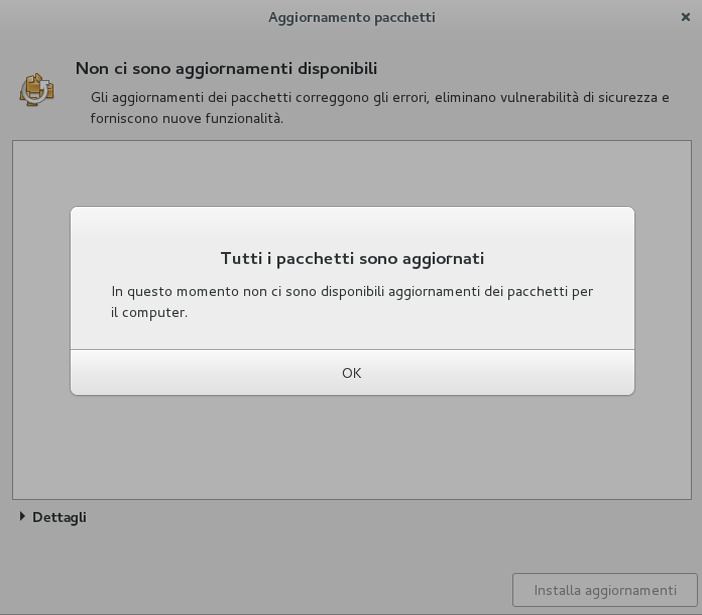 Aggiornamento pacchetti
Non ci sono aggiornamenti disponibili
Gli aggiornamenti dei pacchetti correggono gli errori, eliminano vulnerabilità di sicurezza e
forniscono nuove funzionalità.
Tutti i pacchetti sono aggiornati
In questo momento non ci sono disponibili aggiornamenti dei pacchetti per
il computer.
OK
Dettagli
Installa aggiornamenti